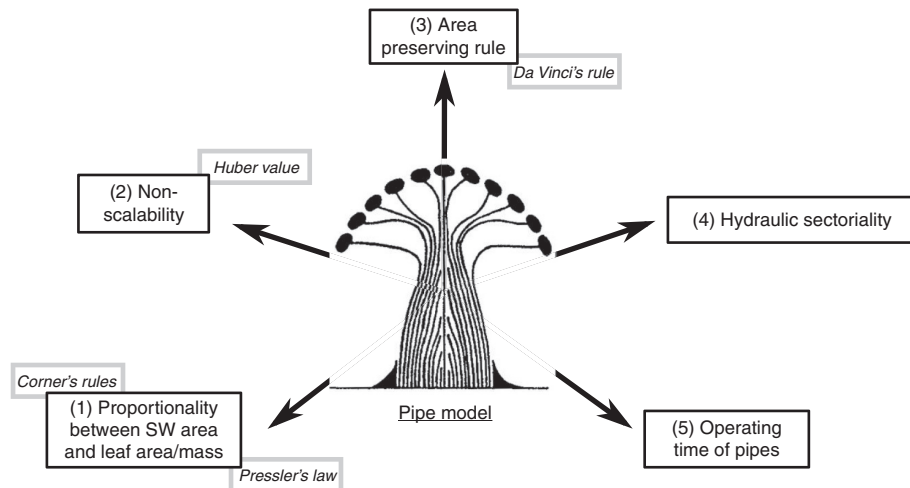 (3) Area
preserving rule
Da Vinci's rule
Huber value
(2) Non-
scalability
(4) Hydraulic sectoriality
Corner's rules
(1) Proportionality
between SW area
and leaf area/mass
Pressler's law
Pipe model
(5) Operating
time of pipes